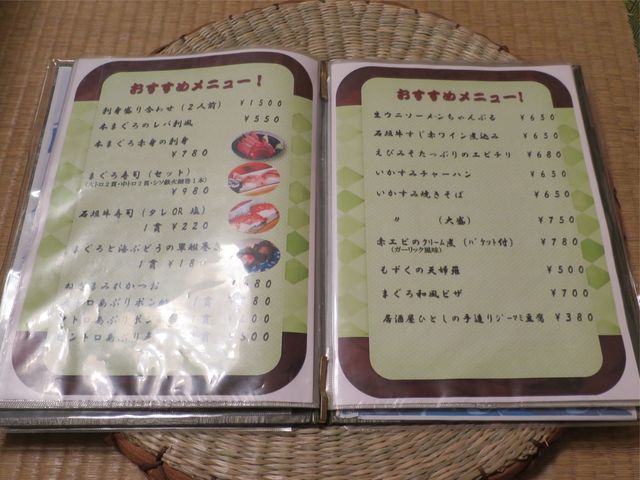 おすすめメニュー！
刺身盛り合わせ（2人前） ￥1500
本まぐろのレバ刺風 ￥550
本まぐろ赤身の刺身
￥780
まぐろ寿司（セット）
￥980
石垣牛寿司（タレOR 塩）
1貫 ￥220
まぐろと海ぶどうの軍艦巻き
1貫 ￥18
おすすめメニュー！
生ウニソーメンちゃんぷる ￥650
石垣牛すじ赤ワイン煮込み ￥650
えびみそたっぷりのエビチリ ￥680
いかすみチャーハン ￥650
いかすみ焼きそば ￥650
〃 （大盛） ￥750
赤エビのクリーム煮（バケット付） ￥780
（ガーリック風味）
もずくの天婦羅 ￥500
まぐろ和風ピザ ￥700
居酒屋ひとしの手造りジーマミ豆腐 ￥380